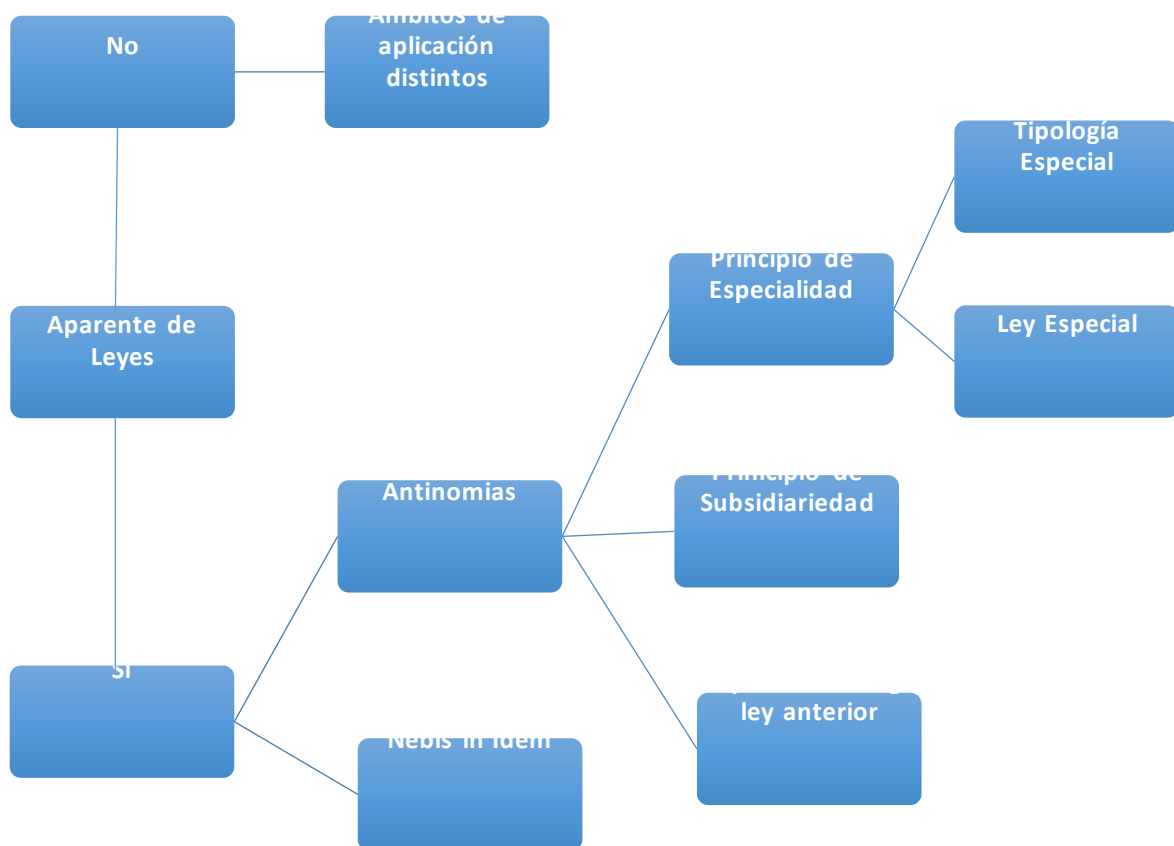 No
Ámbitos de
aplicación
distintos
Tipología
Especial
Principio de
Especialidad
Aparente de
Leyes
Ley Especial
Antinomias
Principio de
Subsidiariedad
SI
ley anterior
Nebis in idem